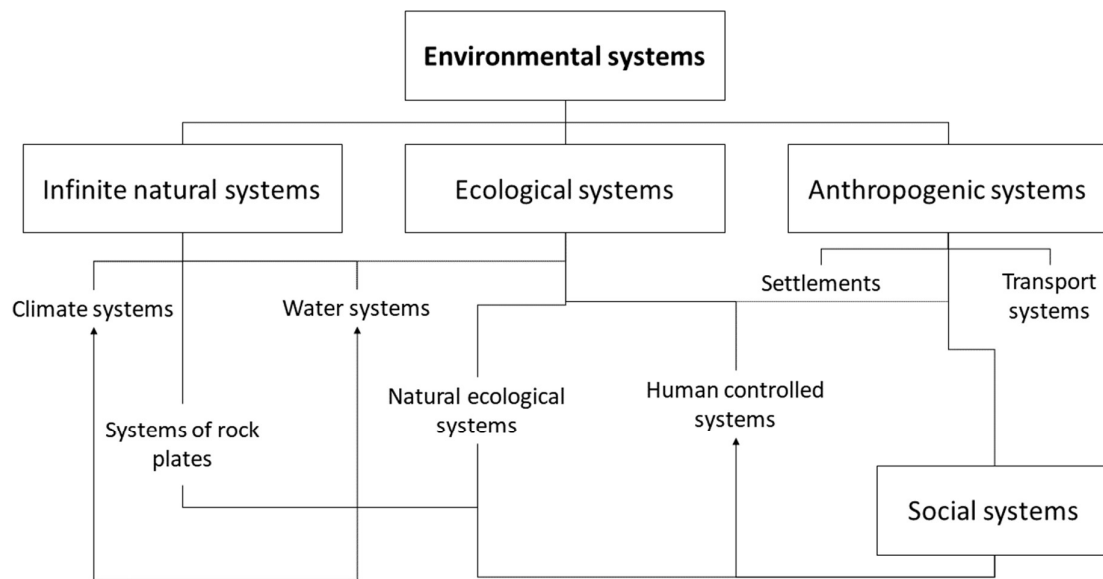 Environmental systems
Infinite natural systems
Ecological systems
Anthropogenic systems
Climate systems
Water systems
Settlements
Transport
systems
Natural ecological
systems
Human controlled
systems
Systems of rock
plates
Social systems